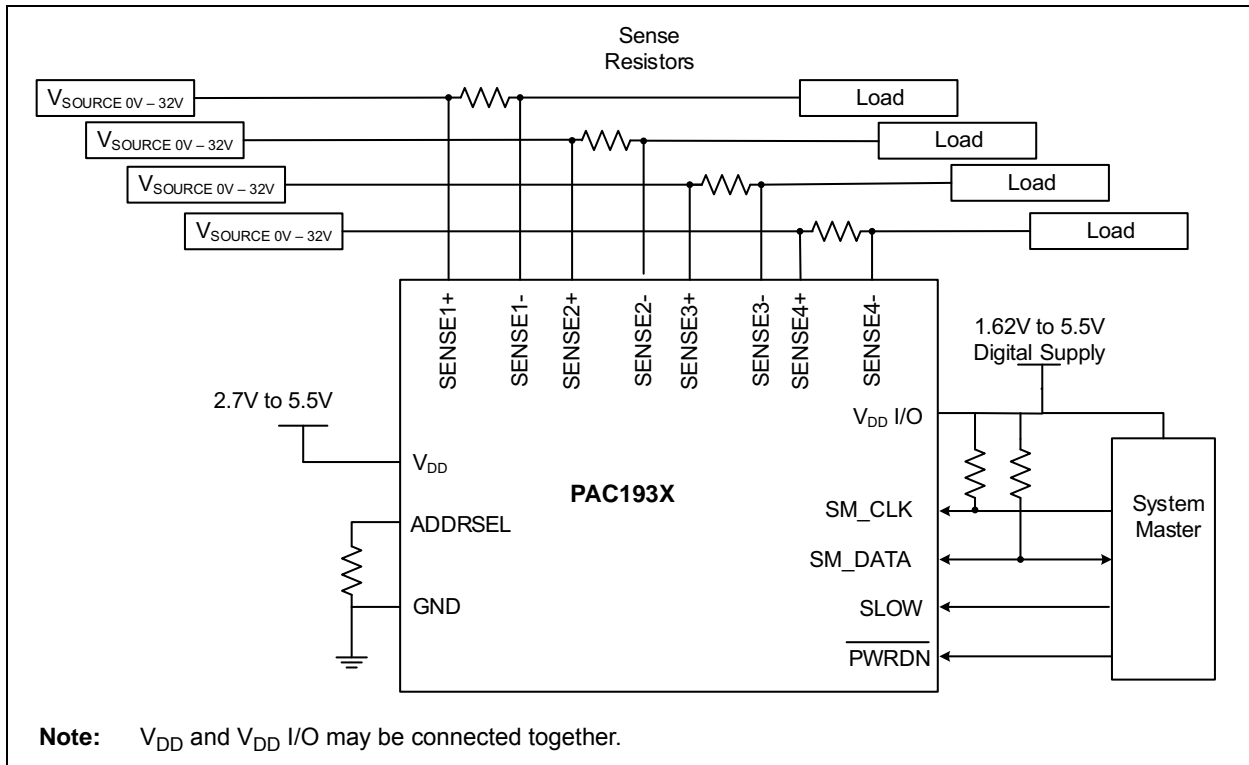 Sense
Resistors
VSOURCE 0V – 32V
Load
VSOURCE 0V – 32V
Load
VSOURCE 0V – 32V
Load
VSOURCE 0V – 32V
Load
SENSE1+
SENSE1-
SENSE2+
SENSE2-
SENSE3+
SENSE3-
SENSE4+
SENSE4-
1.62V to 5.5V
Digital Supply
2.7V to 5.5V
VDD I/O
VDD
PAC193X
ADDRSEL
SM_CLK
System
Master
SM_DATA
GND
SLOW
PWRDN
Note: VDD and VDD I/O may be connected together.